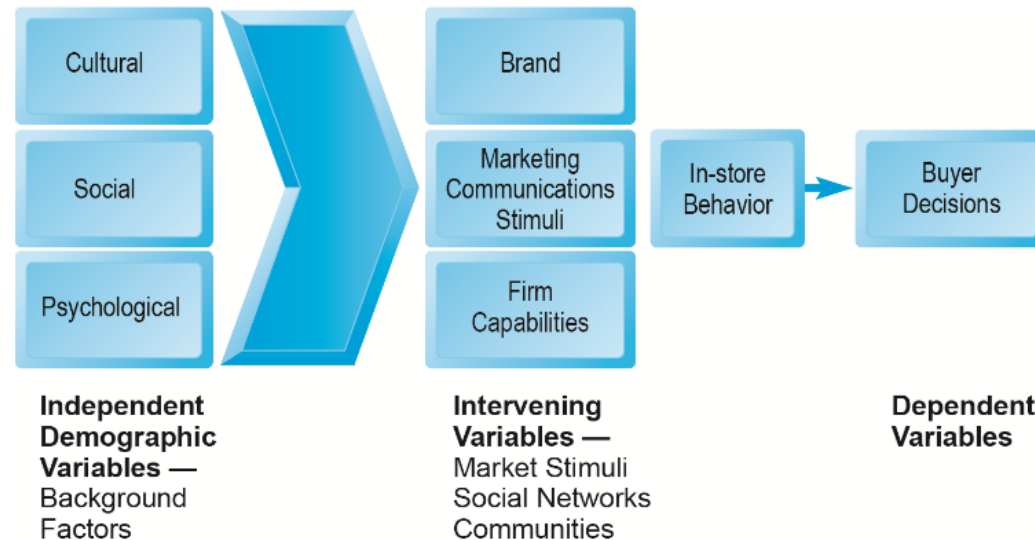 Cultural
Social
Psychological
Brand
Marketing
Communications
Stimuli
Firm
Capabilities
In-store
Behavior
Buyer
Decisions
Independent
Demographic
Variables —
Background
Factors
Intervening
Variables —
Market Stimuli
Social Networks
Communities
Dependent
Variables